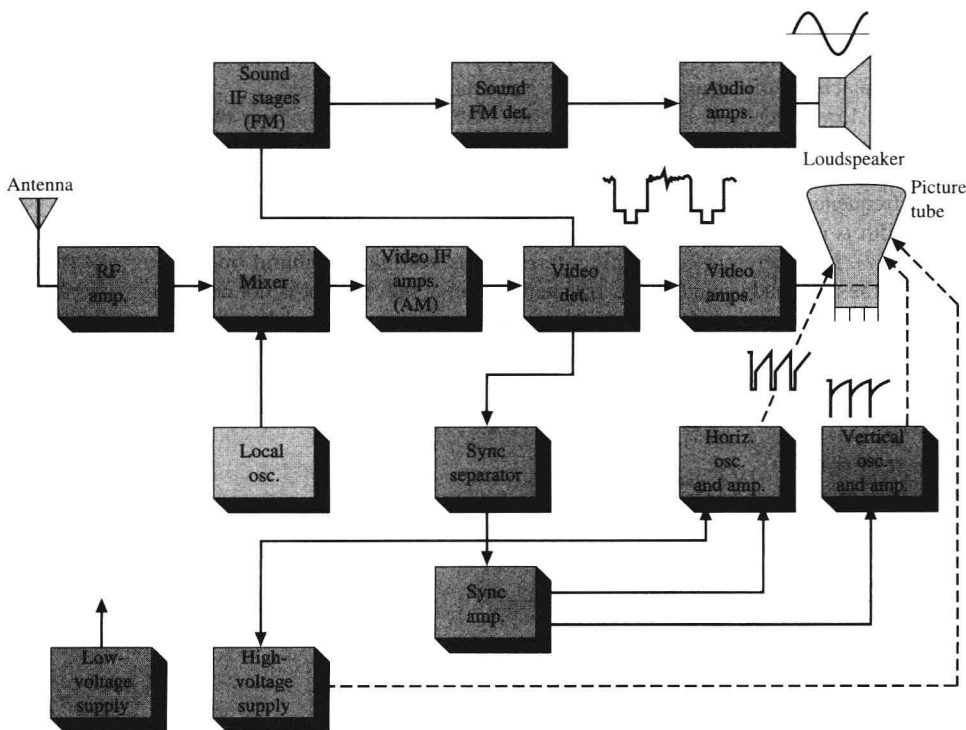 Sound
IF stages
(FM)
Sound
FM det.
Audio
amps.
Loudspeaker
Antenna
Picture
tube
RF
amp.
Mixer
Video IF
amps.
(AM)
Video
det.
Video
amps.
Local
osc.
Sync
separator
Horiz.
osc.
and amp.
Vertical
osc.
and amp.
Sync
amp.
Low-
voltage
supply
High-
voltage
supply